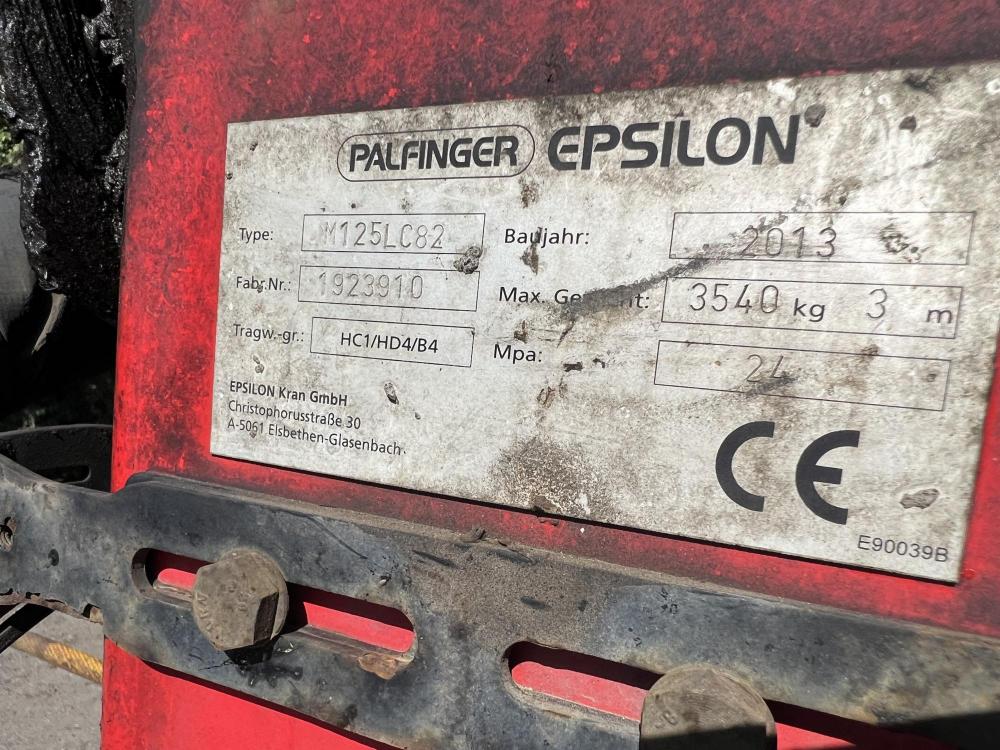 PALFINGER EPSILON
Type: M125LC82 Baujahr: 2013
Fabr.Nr.: 1923910 Max. 3540 kg 3 m
Tragw.-gr.: HC1/HD4/B4 Mpa: 24
EPSILON Kran GmbH
Christophorusstraße 30
A-5061 Elsbethen-Glasenbach
CE
E90039B